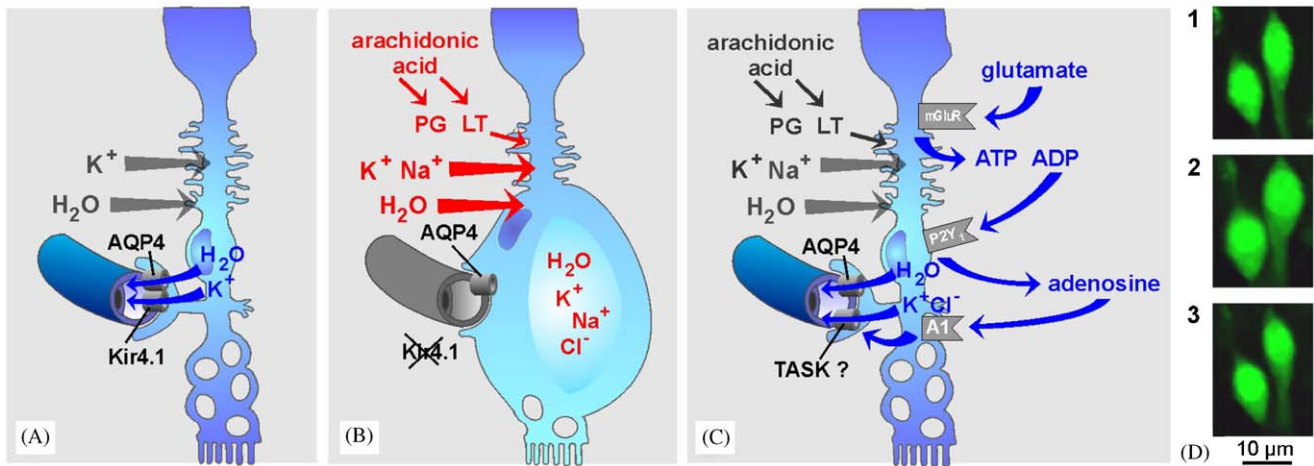 K+
H2O
AQP4
H2O
K+
Kir4.1
(A)
arachidonic
acid
PG LT
K+ Na+
H2O
AQP4
H2O
K+
Na+
Cl-
Kir4.1
(B)
arachidonic
acid
PG LT
K+ Na+
H2O
AQP4
H2O
K+Cl-
TASK ?
glutamate
mGluR
ATP ADP
P2Y1
adenosine
A1
(C)
1
2
3
(D)
10 µm